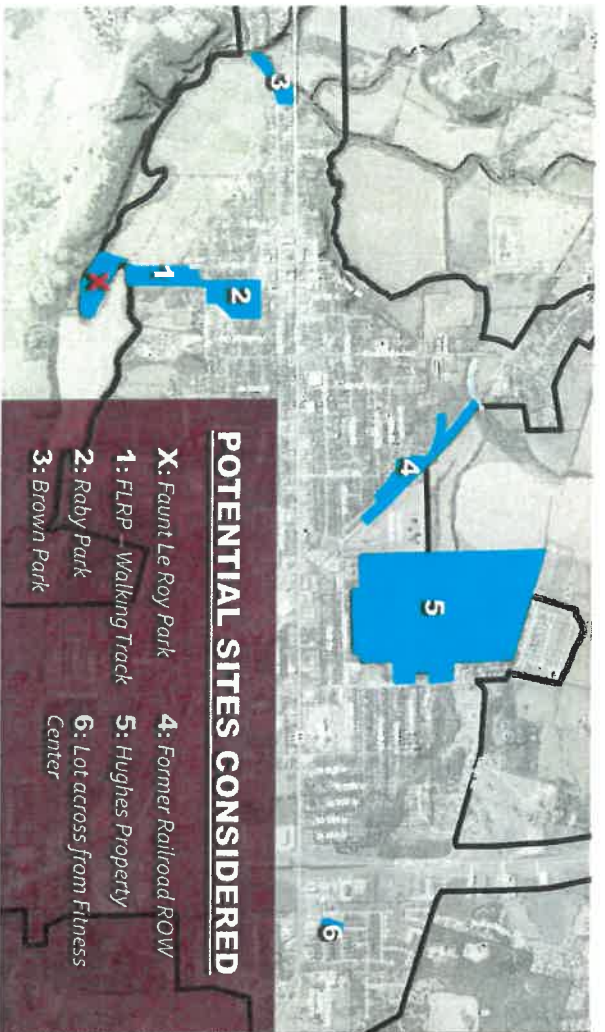 POTENTIAL SITES CONSIDERED
X: Faunt Le Roy Park
1: FLRP – Walking Track
2: Raby Park
3: Brown Park
4: Former Railroad ROW
5: Hughes Property
6: Lot across from Fitness
Center
3
X
1
2
4
5
6